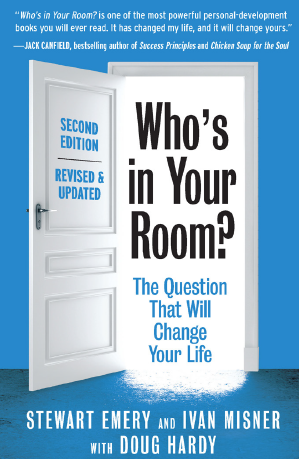 "Who's in Your Room? is one of the most powerful personal-development
books you will ever read. It has changed my life, and it will change yours."
—JACK CANFIELD, bestselling author of Success Principles and Chicken Soup for the Soul
SECOND
EDITION
REVISED &
UPDATED
Who's
in Your
Room?
The Question
That Will
Change
Your Life
STEWART EMERY AND IVAN MISNER
WITH DOUG HARDY